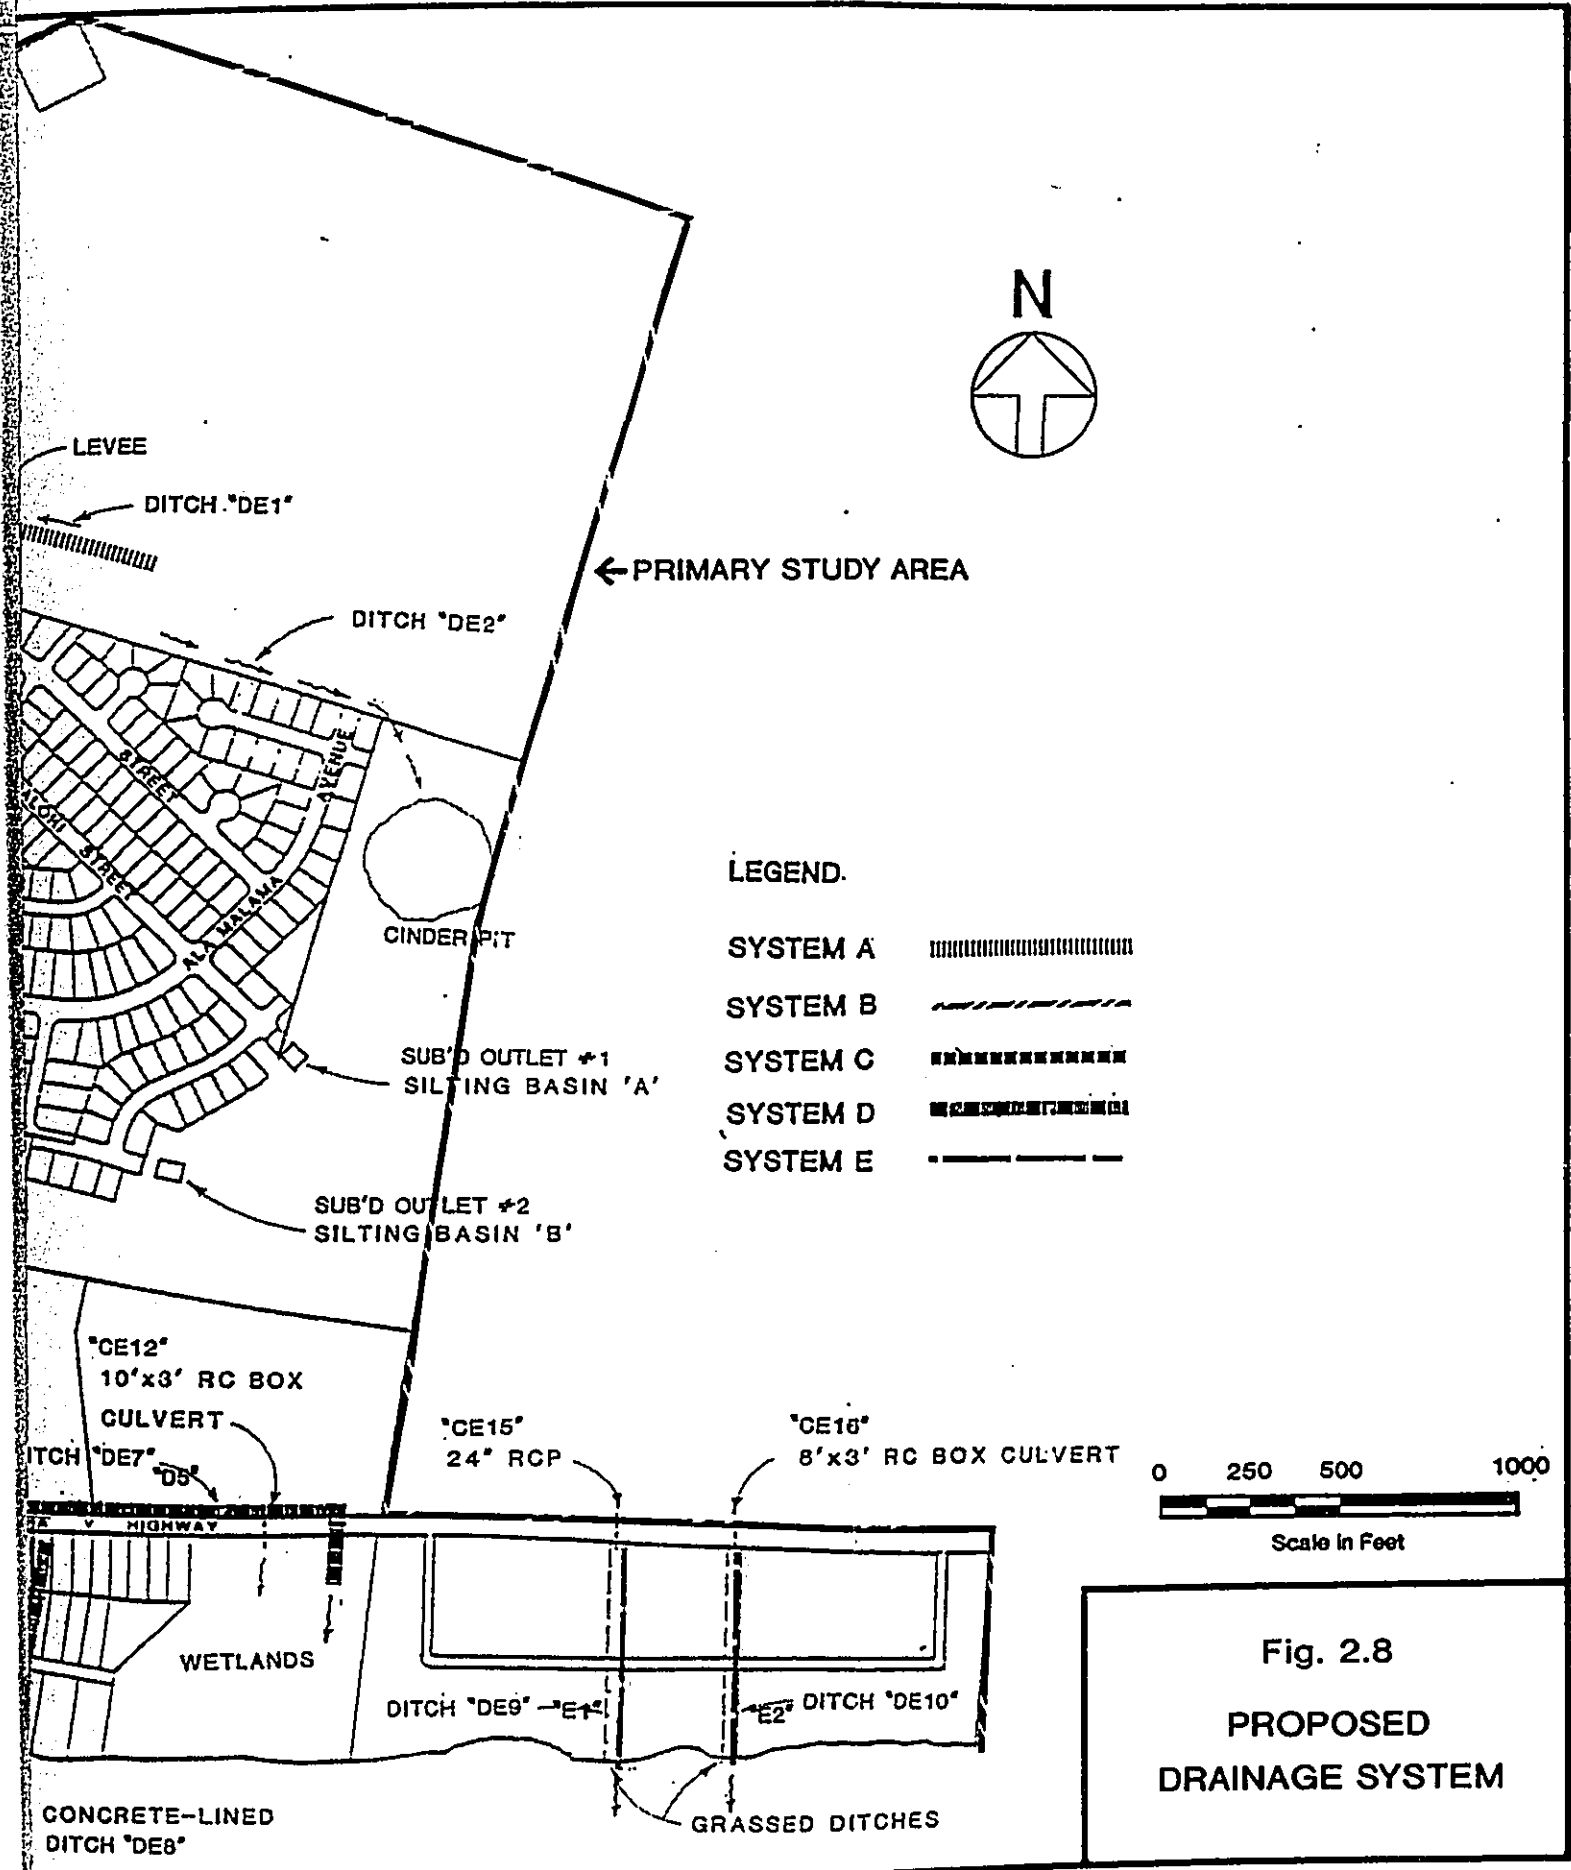 N
LEVEE
DITCH "DE1"
PRIMARY STUDY AREA
DITCH "DE2"
STREET
AVENUE
STREET
ALA MALAMA
CINDER PIT
LEGEND
SYSTEM A
SYSTEM B
SYSTEM C
SYSTEM D
SYSTEM E
SUB'D OUTLET #1
SILTING BASIN 'A'
SUB'D OUTLET #2
SILTING BASIN 'B'
"CE12"
10'x3' RC BOX
CULVERT
ITCH "DE7"
"D5"
HIGHWAY
"CE15"
24" RCP
"CE16"
8'x3' RC BOX CULVERT
0 250 500 1000
Scale in Feet
WETLANDS
DITCH "DE9"
"E1"
"E2"
DITCH "DE10"
GRASSED DITCHES
CONCRETE-LINED
DITCH "DE8"
Fig. 2.8
PROPOSED
DRAINAGE SYSTEM